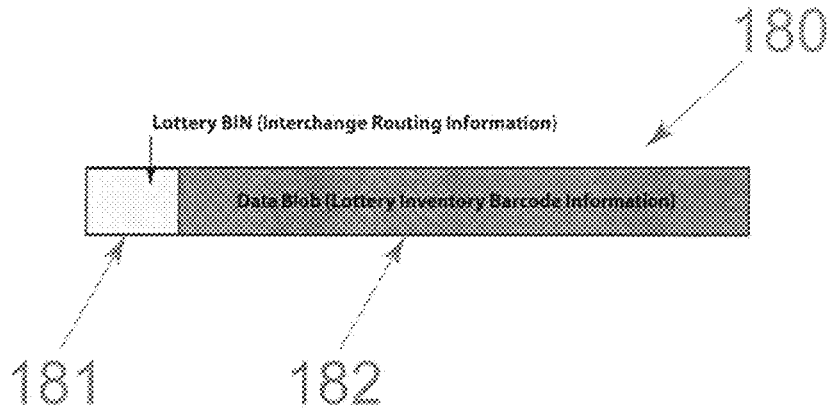 180
Lottery BIN (Interchange Routing Information)
Data Blob (Lottery Inventory Barcode Information)
181
182